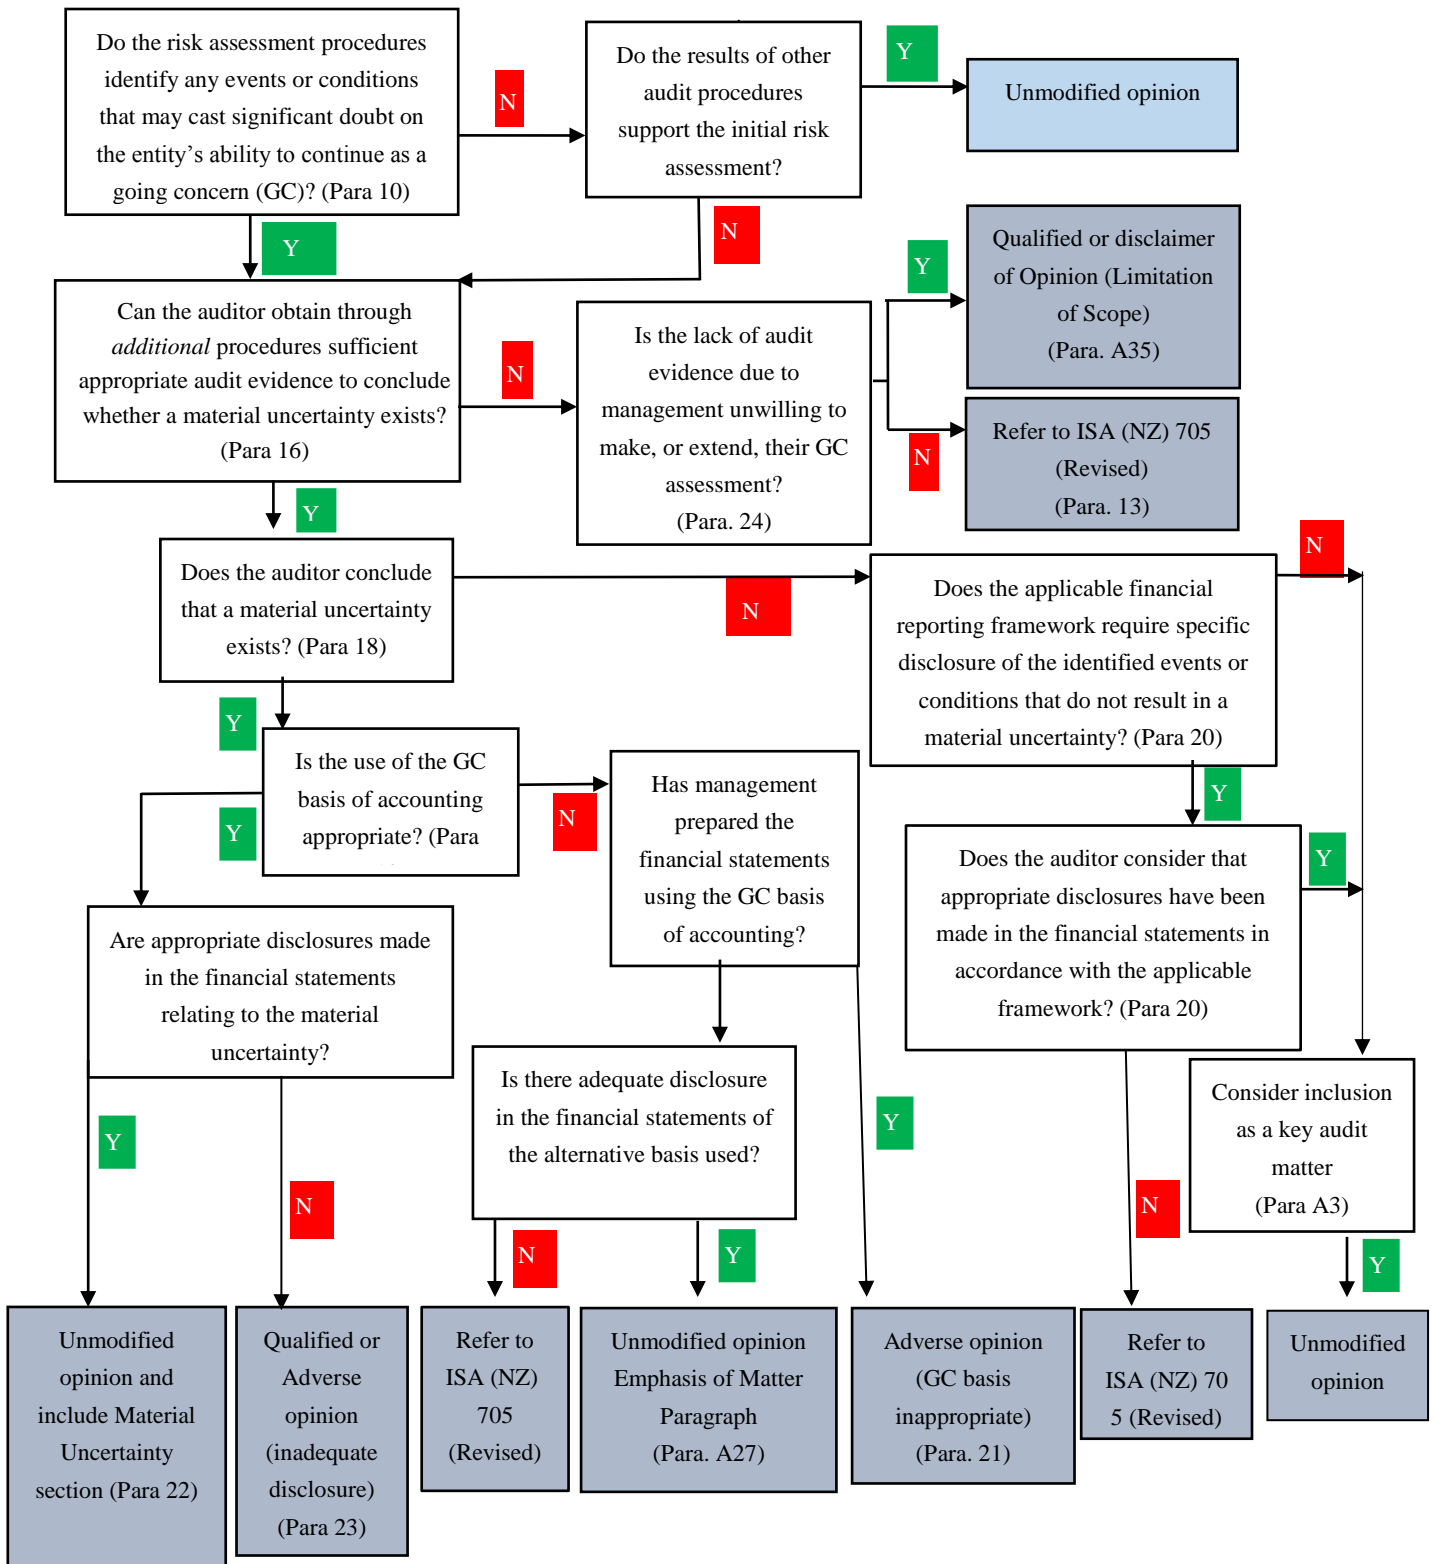 Do the risk assessment procedures
identify any events or conditions
that may cast significant doubt on
the entity’s ability to continue as a
going concern (GC)? (Para 10)
N
Do the results of other
audit procedures
support the initial risk
assessment?
Y
Unmodified opinion
Y
N
Can the auditor obtain through
additional procedures sufficient
appropriate audit evidence to conclude
whether a material uncertainty exists?
(Para 16)
N
Is the lack of audit
evidence due to
management unwilling to
make, or extend, their GC
assessment?
(Para. 24)
Y
Qualified or disclaimer
of Opinion (Limitation
of Scope)
(Para. A35)
N
Refer to ISA (NZ) 705
(Revised)
(Para. 13)
Y
Does the auditor conclude
that a material uncertainty
exists? (Para 18)
N
Does the applicable financial
reporting framework require specific
disclosure of the identified events or
conditions that do not result in a
material uncertainty? (Para 20)
N
Y
Is the use of the GC
basis of accounting
appropriate? (Para
Y
N
Has management
prepared the
financial statements
using the GC basis
of accounting?
Y
Does the auditor consider that
appropriate disclosures have been
made in the financial statements in
accordance with the applicable
framework? (Para 20)
Y
Are appropriate disclosures made
in the financial statements
relating to the material
uncertainty?
Is there adequate disclosure
in the financial statements of
the alternative basis used?
Consider inclusion
as a key audit
matter
(Para A3)
Y
N
N
Y
Y
N
Y
Unmodified
opinion and
include Material
Uncertainty
section (Para 22)
Qualified or
Adverse
opinion
(inadequate
disclosure)
(Para 23)
Refer to
ISA (NZ)
705
(Revised)
Unmodified opinion
Emphasis of Matter
Paragraph
(Para. A27)
Adverse opinion
(GC basis
inappropriate)
(Para. 21)
Refer to
ISA (NZ) 70
5 (Revised)
Unmodified
opinion